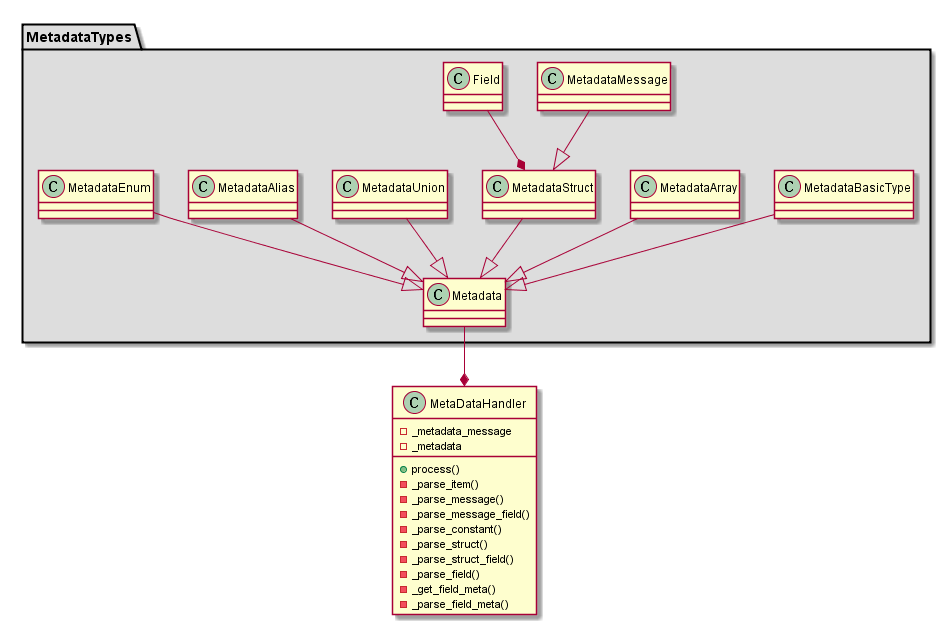 MetadataTypes
C Field
C MetadataMessage
C MetadataEnum
C MetadataAlias
C MetadataUnion
C MetadataStruct
C MetadataArray
C MetadataBasicType
C Metadata
C MetaDataHandler
_metadata_message
_metadata
process()
_parse_item()
_parse_message()
_parse_message_field()
_parse_constant()
_parse_struct()
_parse_struct_field()
_parse_field()
_get_field_meta()
_parse_field_meta()